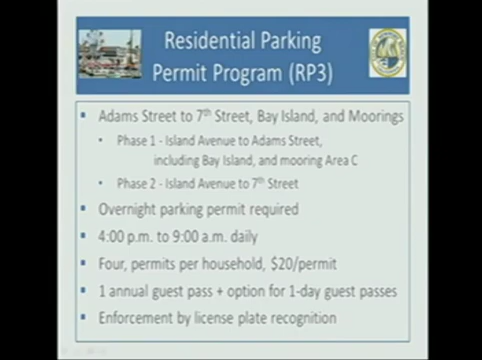 Residential Parking
Permit Program (RP3)
Adams Street to 7th Street, Bay Island, and Moorings
Phase 1 - Island Avenue to Adams Street,
including Bay Island, and mooring Area C
Phase 2 - Island Avenue to 7th Street
Overnight parking permit required
4:00 p.m. to 9:00 a.m. daily
Four, permits per household, $20/permit
1 annual guest pass + option for 1-day guest passes
Enforcement by license plate recognition